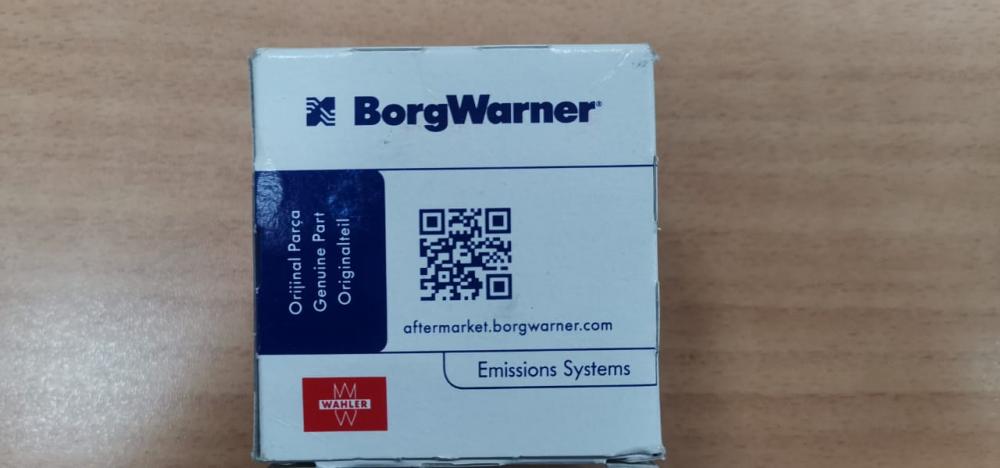 BorgWarner®
Orijinal Parça
Genuine Part
Originalteil
aftermarket.borgwarner.com
Emissions Systems
WAHLER